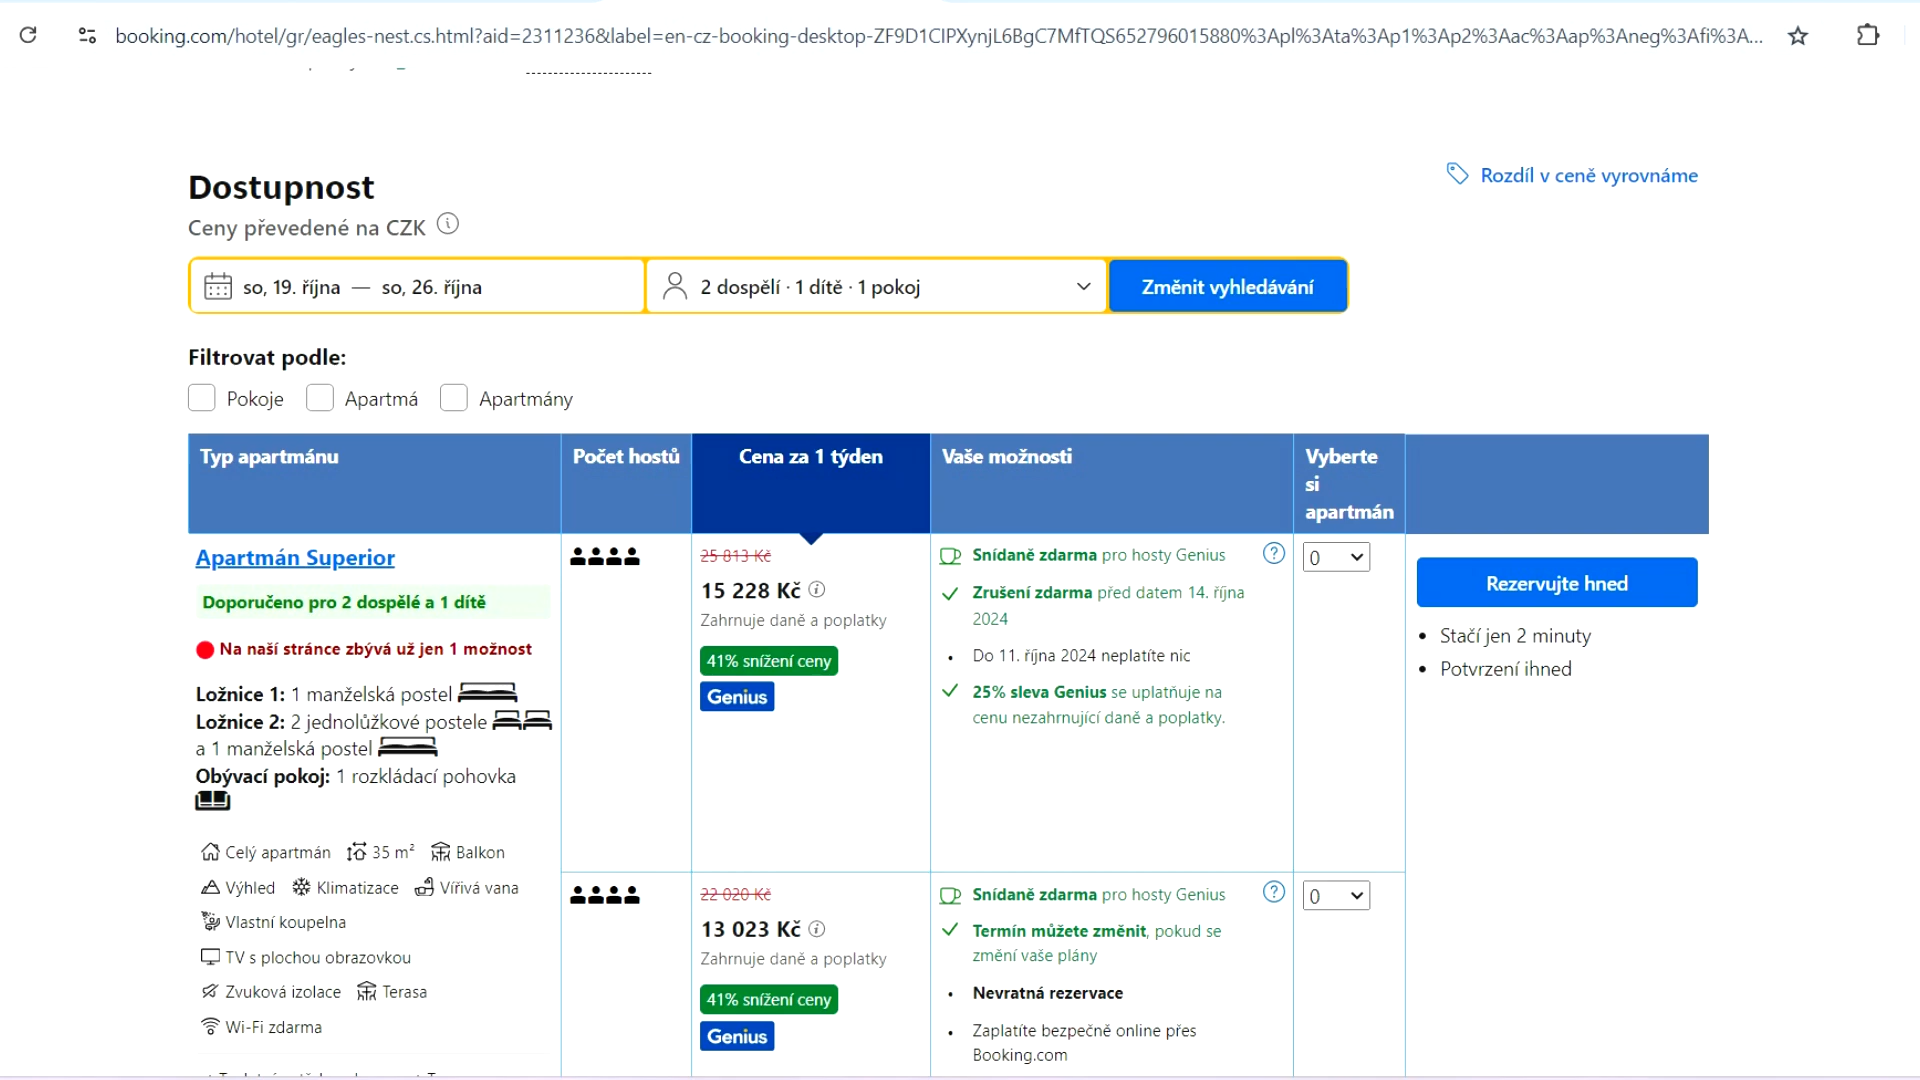 booking.com/hotel/gr/eagles-nest.cs.html?aid=2311236&label=en-cz-booking-desktop-ZF9D1CIPXynjL6BgC7MfTQS652796015880%3Apl%3Ata%3Ap1%3Ap2%3Aac%3Aap%3Aneg%3Afi%3A...
Dostupnost
Rozdíl v ceně vyrovnáme
Ceny převedené na CZK
so, 19. října — so, 26. října
2 dospělí · 1 dítě · 1 pokoj
Změnit vyhledávání
Filtrovat podle:
Pokoje
Apartmá
Apartmány
Typ apartmánu
Počet hostů
Cena za 1 týden
Vaše možnosti
Vyberte
si
apartmán
Apartmán Superior
Doporučeno pro 2 dospělé a 1 dítě
Na naší stránce zbývá už jen 1 možnost
Ložnice 1: 1 manželská postel
Ložnice 2: 2 jednolůžkové postele
a 1 manželská postel
Obývací pokoj: 1 rozkládací pohovka
Celý apartmán
35 m²
Balkon
Výhled
Klimatizace
Vířivá vana
Vlastní koupelna
TV s plochou obrazovkou
Zvuková izolace
Terasa
Wi-Fi zdarma
25 813 Kč
15 228 Kč
Zahrnuje daně a poplatky
41% snížení ceny
Genius
Snídaně zdarma pro hosty Genius
Zrušení zdarma před datem 14. října
2024
• Do 11. října 2024 neplatíte nic
25% sleva Genius se uplatňuje na
cenu nezahrnující daně a poplatky.
0
Rezervujte hned
• Stačí jen 2 minuty
• Potvrzení ihned
22 020 Kč
13 023 Kč
Zahrnuje daně a poplatky
41% snížení ceny
Genius
Snídaně zdarma pro hosty Genius
Termín můžete změnit, pokud se
změní vaše plány
• Nevratná rezervace
• Zaplatíte bezpečně online přes
Booking.com
0